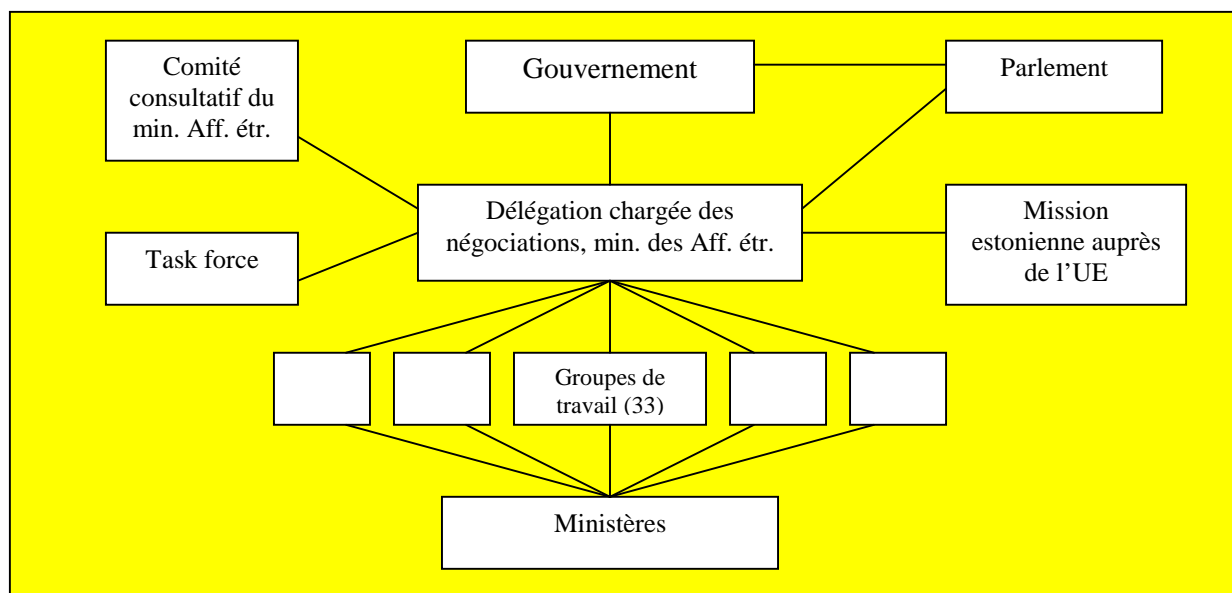 Comité
consultatif du
min. Aff. étr.
Gouvernement
Parlement
Délégation chargée des
négociations, min. des Aff. étr.
Task force
Mission
estonienne auprès
de l’UE
Groupes de
travail (33)
Ministères